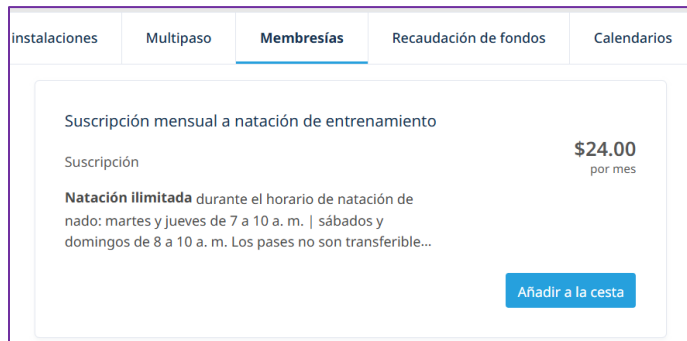 instalaciones Multipaso Membresías Recaudación de fondos Calendarios
Suscripción mensual a natación de entrenamiento
$24.00
por mes
Suscripción
Natación ilimitada durante el horario de natación de
nado: martes y jueves de 7 a 10 a. m. | sábados y
domingos de 8 a 10 a. m. Los pases no son transferible...
Añadir a la cesta